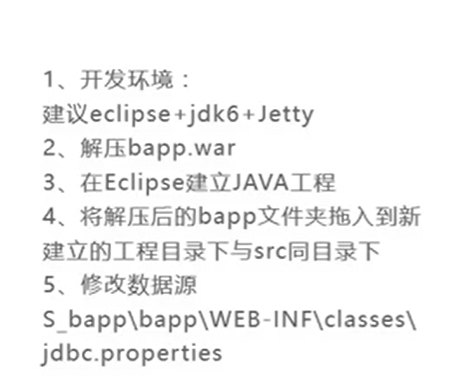 1、开发环境：
建议eclipse+jdk6+Jetty
2、解压bapp.war
3、在Eclipse建立JAVA工程
4、将解压后的bapp文件夹拖入到新
建立的工程目录下与src同目录下
5、修改数据源
S_bapp\bapp\WEB-INF\classes\
jdbc.properties